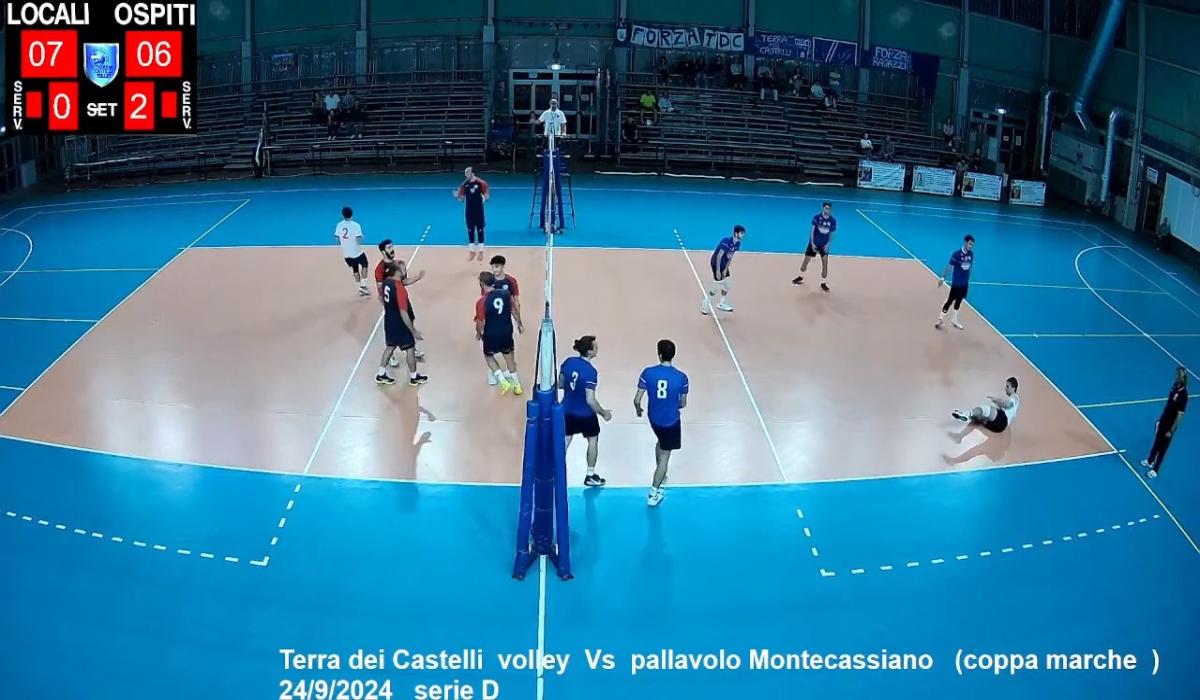 LOCALI OSPITI
07 06
SERV. 0 SET 2 SERV.
FORZA TDC
TERRA
CASTELLI
FORZA
RAGAZZI
2
5
9
3
8
Terra dei Castelli volley Vs pallavolo Montecassiano (coppa marche )
24/9/2024 serie D